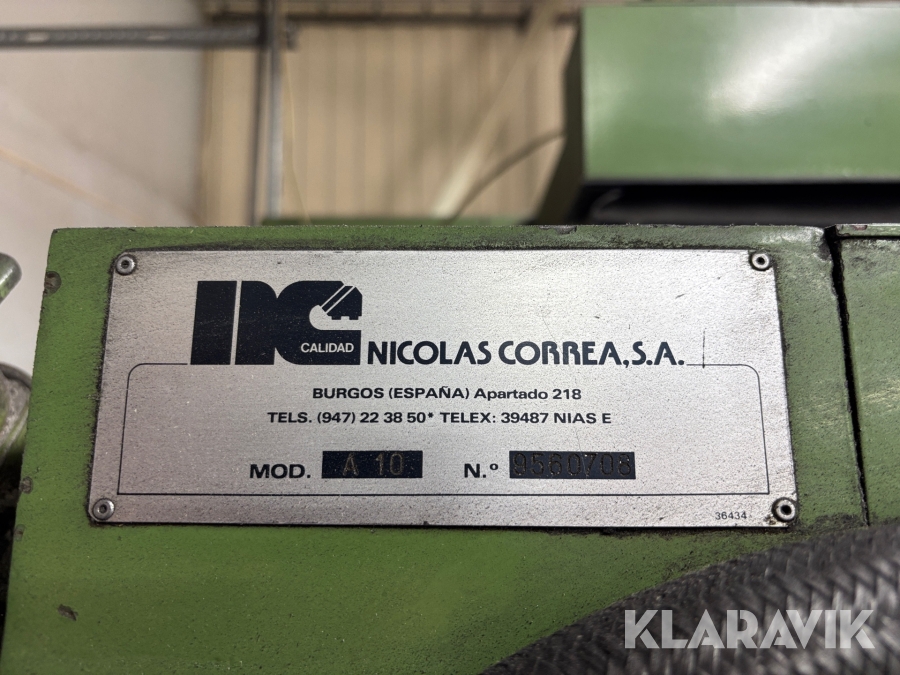 NC
CALIDAD
NICOLAS CORREA, S.A.
BURGOS (ESPAÑA) Apartado 218
TELS. (947) 22 38 50* TELEX: 39487 NIAS E
MOD. A 10 N.º 9560708
36434
KLARAVIK